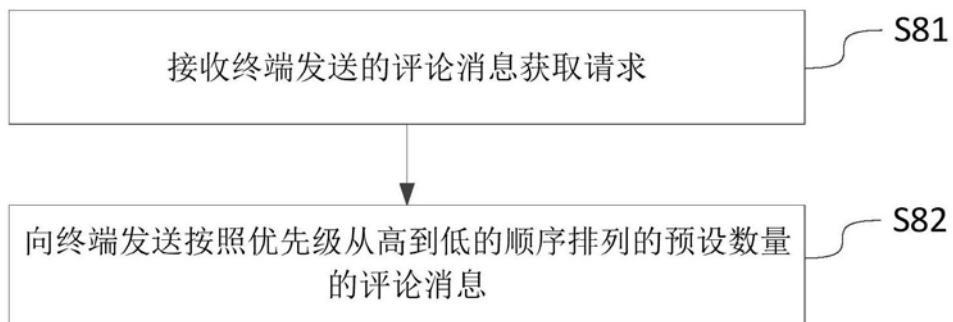 接收终端发送的评论消息获取请求
S81
向终端发送按照优先级从高到低的顺序排列的预设数量
的评论消息
S82